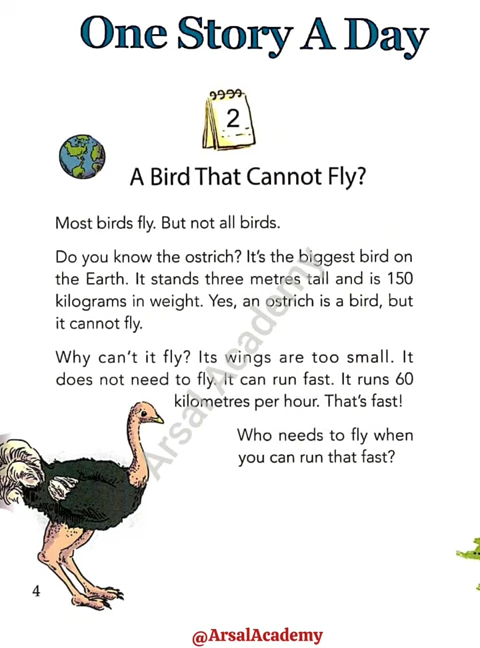 One Story A Day
2
A Bird That Cannot Fly?
Most birds fly. But not all birds.
Do you know the ostrich? It's the biggest bird on
the Earth. It stands three metres tall and is 150
kilograms in weight. Yes, an ostrich is a bird, but
it cannot fly.
Why can't it fly? Its wings are too small. It
does not need to fly. It can run fast. It runs 60
kilometres per hour. That's fast!
Who needs to fly when
you can run that fast?
Arsal Academy
4
@ArsalAcademy